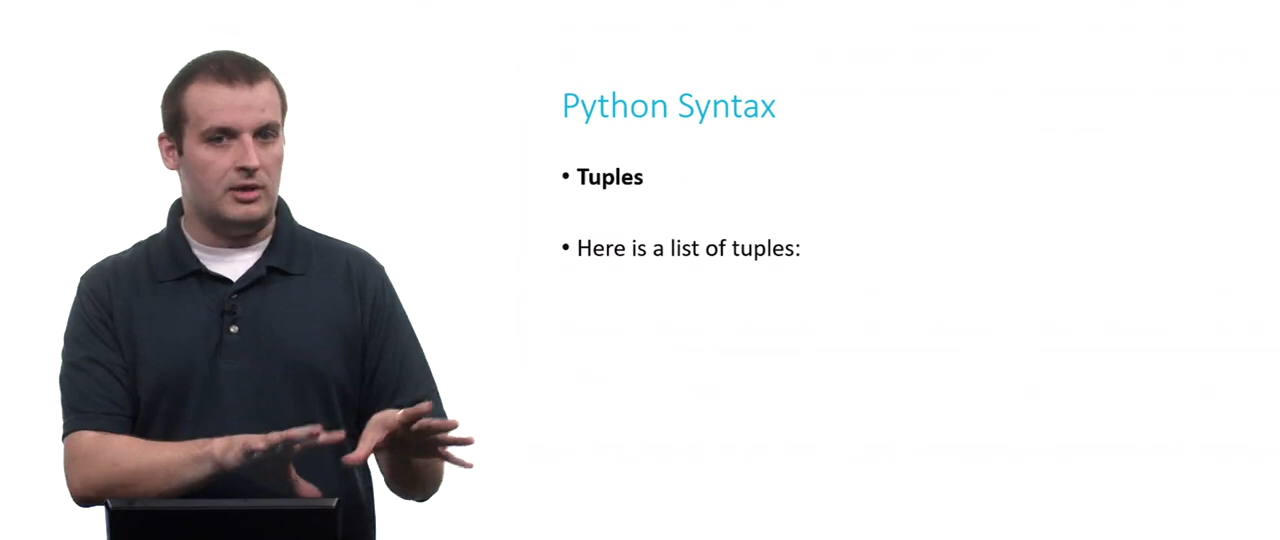 Python Syntax
• Tuples
• Here is a list of tuples: